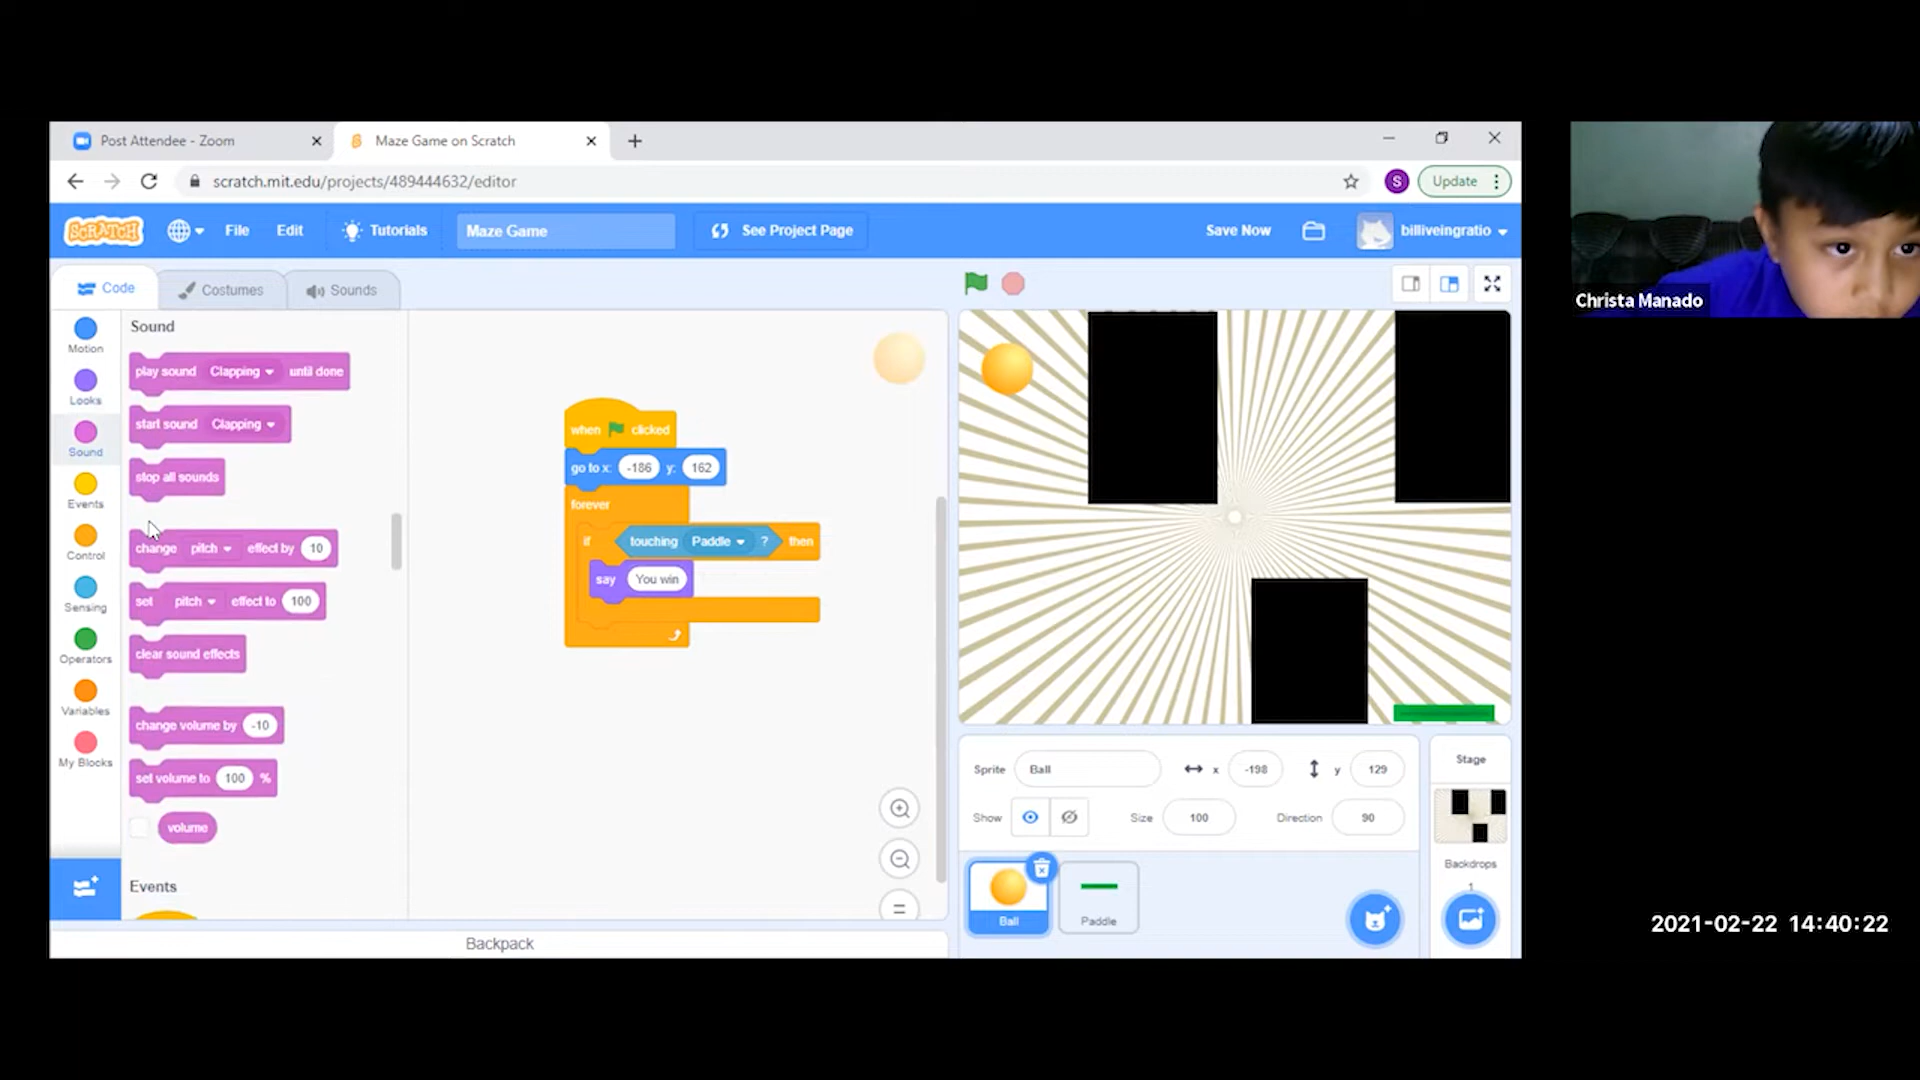 Post Attendee - Zoom
Maze Game on Scratch
scratch.mit.edu/projects/489444632/editor
S
Update
SCRATCH
File
Edit
Tutorials
Maze Game
See Project Page
Save Now
billiveingratio
Code
Costumes
Sounds
Motion
Looks
Sound
Events
Control
Sensing
Operators
Variables
My Blocks
Sound
play sound Clapping until done
start sound Clapping
stop all sounds
change pitch effect by 10
set pitch effect to 100
clear sound effects
change volume by -10
set volume to 100 %
volume
Events
when clicked
go to x: -186 y: 162
forever
if touching Paddle ? then
say You win
Backpack
Sprite Ball x -198 y 129
Show Size 100 Direction 90
Ball
Paddle
Stage
Backdrops
1
Christa Manado
2021-02-22 14:40:22